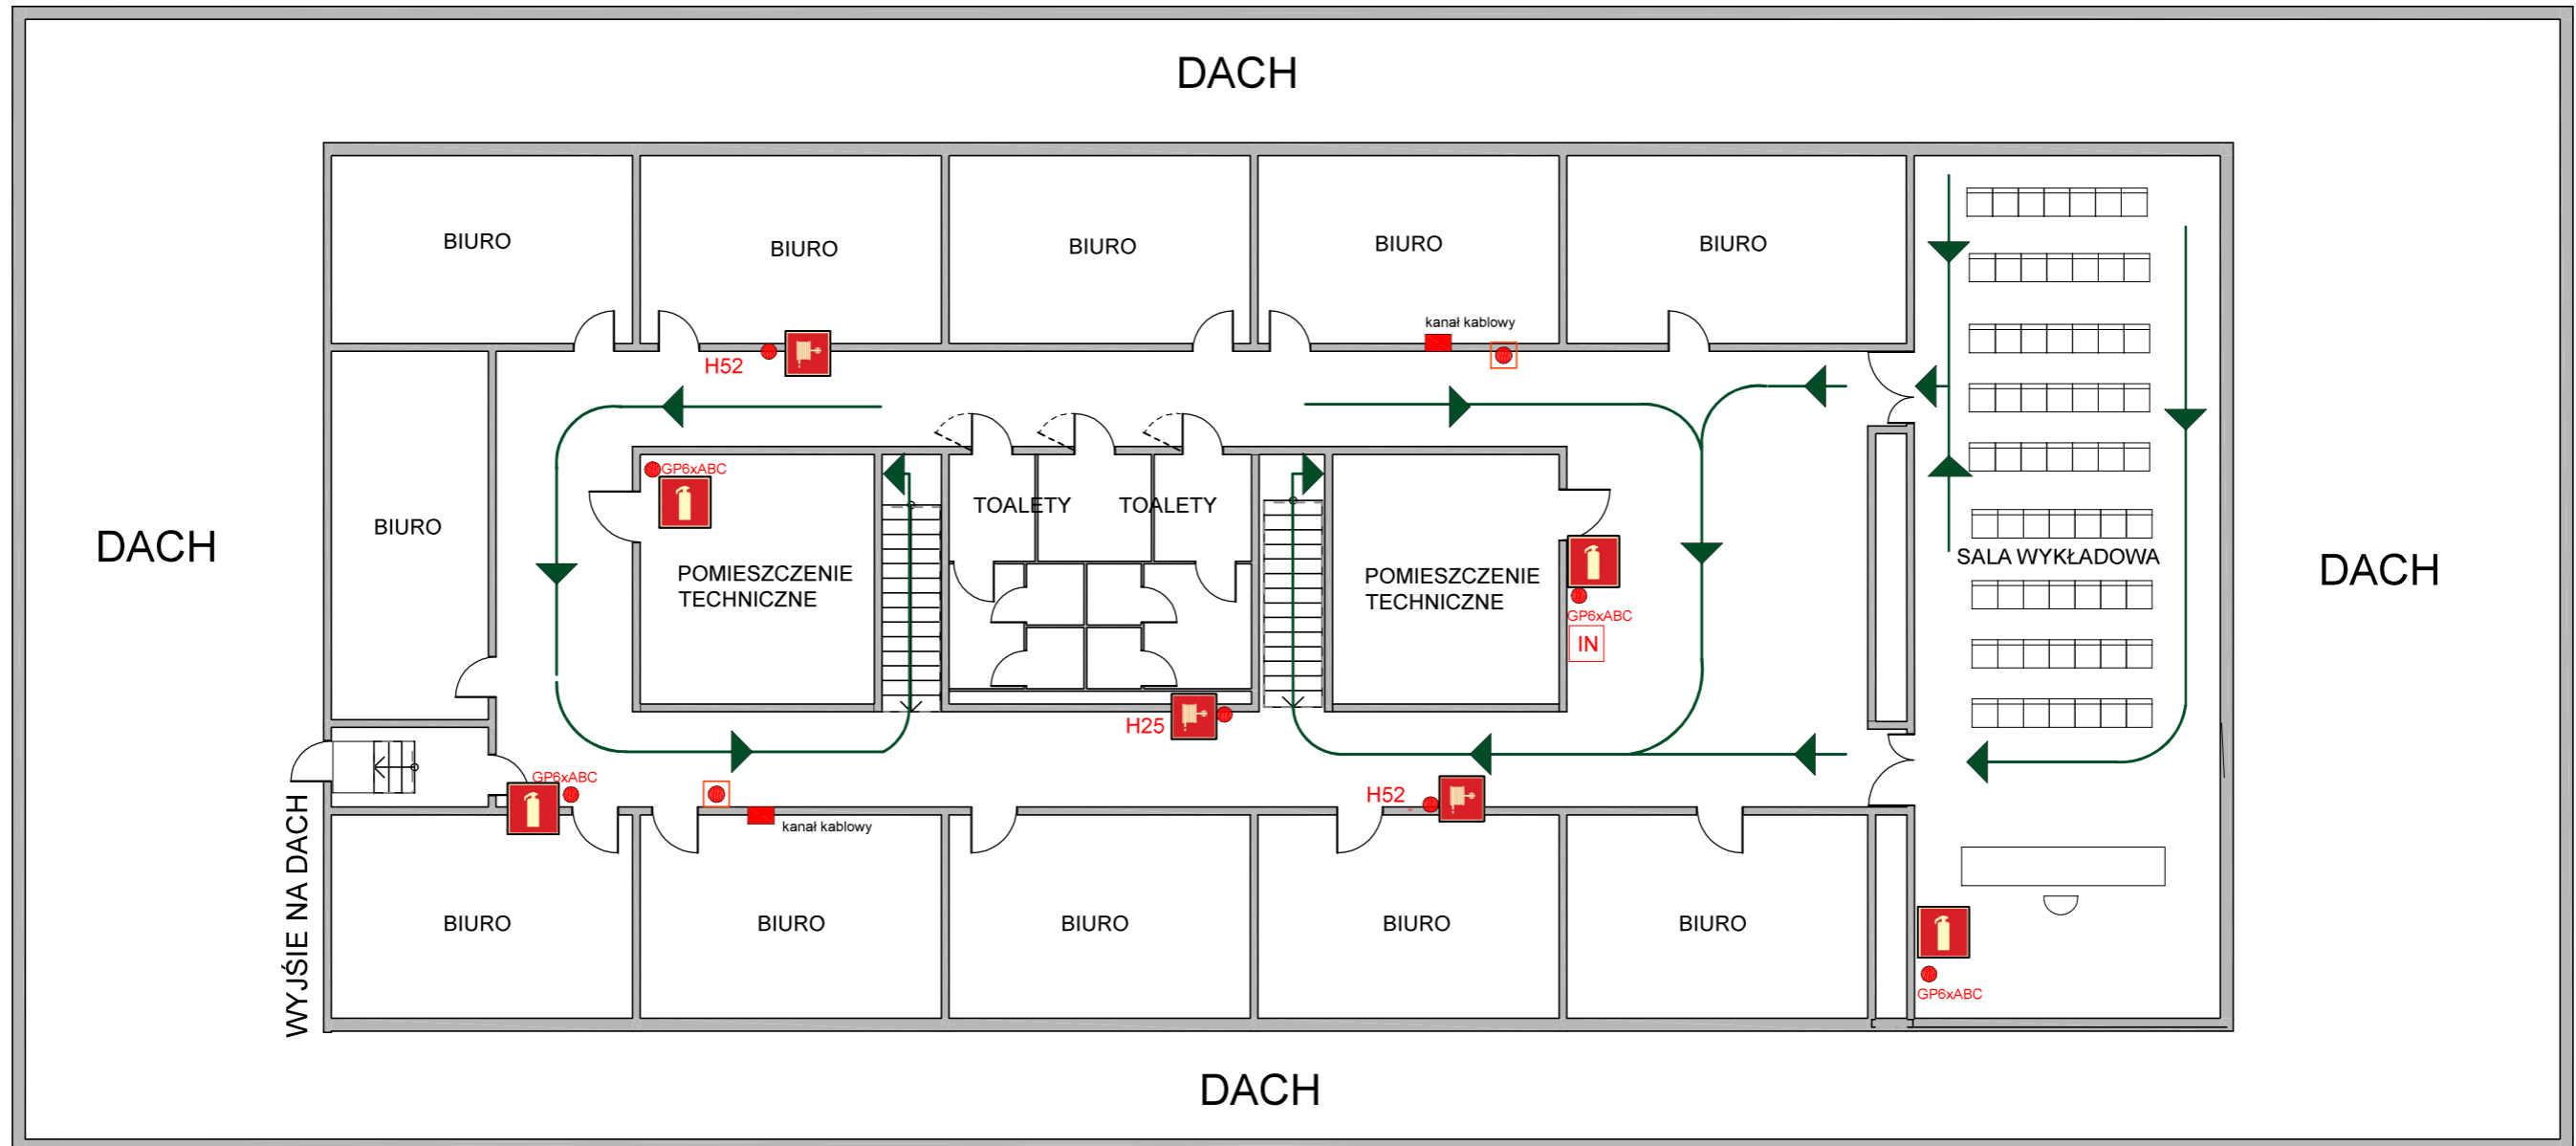 DACH
BIURO
BIURO
BIURO
BIURO
BIURO
kanał kablowy
H52
GP6xABC
TOALETY
TOALETY
BIURO
DACH
POMIESZCZENIE
TECHNICZNE
POMIESZCZENIE
TECHNICZNE
GP6xABC
IN
SALA WYKŁADOWA
DACH
H25
GP6xABC
H52
kanał kablowy
WYJŚIE NA DACH
BIURO
BIURO
BIURO
BIURO
BIURO
GP6xABC
DACH